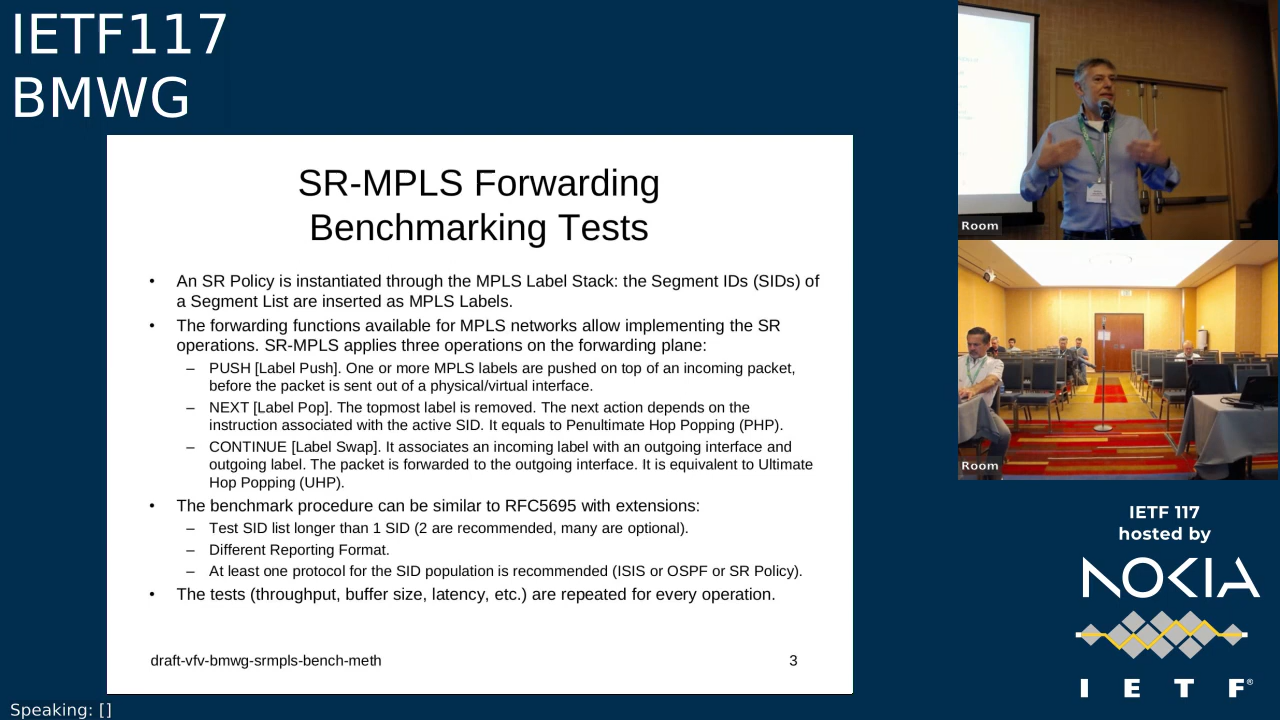 IETF117
BMWG
SR-MPLS Forwarding
Benchmarking Tests
• An SR Policy is instantiated through the MPLS Label Stack: the Segment IDs (SIDs) of
a Segment List are inserted as MPLS Labels.
• The forwarding functions available for MPLS networks allow implementing the SR
operations. SR-MPLS applies three operations on the forwarding plane:
– PUSH [Label Push]. One or more MPLS labels are pushed on top of an incoming packet,
before the packet is sent out of a physical/virtual interface.
– NEXT [Label Pop]. The topmost label is removed. The next action depends on the
instruction associated with the active SID. It equals to Penultimate Hop Popping (PHP).
– CONTINUE [Label Swap]. It associates an incoming label with an outgoing interface and
outgoing label. The packet is forwarded to the outgoing interface. It is equivalent to Ultimate
Hop Popping (UHP).
• The benchmark procedure can be similar to RFC5695 with extensions:
– Test SID list longer than 1 SID (2 are recommended, many are optional).
– Different Reporting Format.
– At least one protocol for the SID population is recommended (ISIS or OSPF or SR Policy).
• The tests (throughput, buffer size, latency, etc.) are repeated for every operation.
draft-vfv-bmwg-srmpls-bench-meth
3
Room
Room
IETF 117
hosted by
NOKIA
I E T F®
Speaking: []